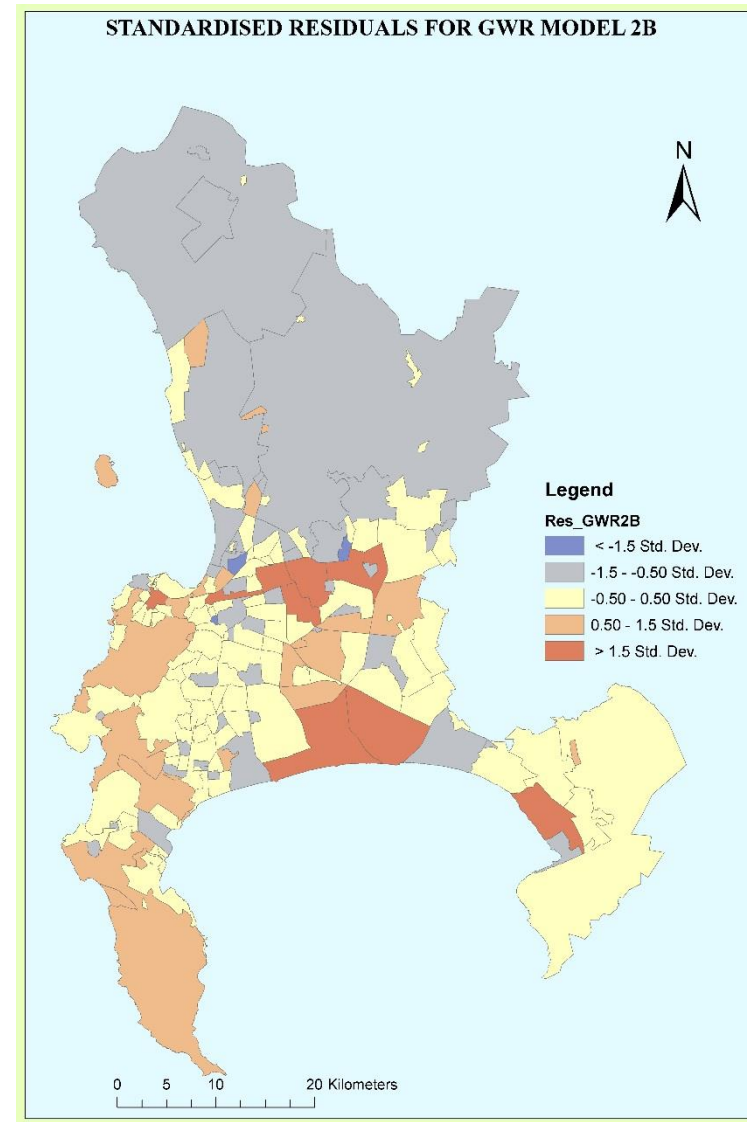 STANDARDISED RESIDUALS FOR GWR MODEL 2B
N
Legend
Res_GWR2B
< -1.5 Std. Dev.
-1.5 - -0.50 Std. Dev.
-0.50 - 0.50 Std. Dev.
0.50 - 1.5 Std. Dev.
> 1.5 Std. Dev.
0 5 10 20 Kilometers